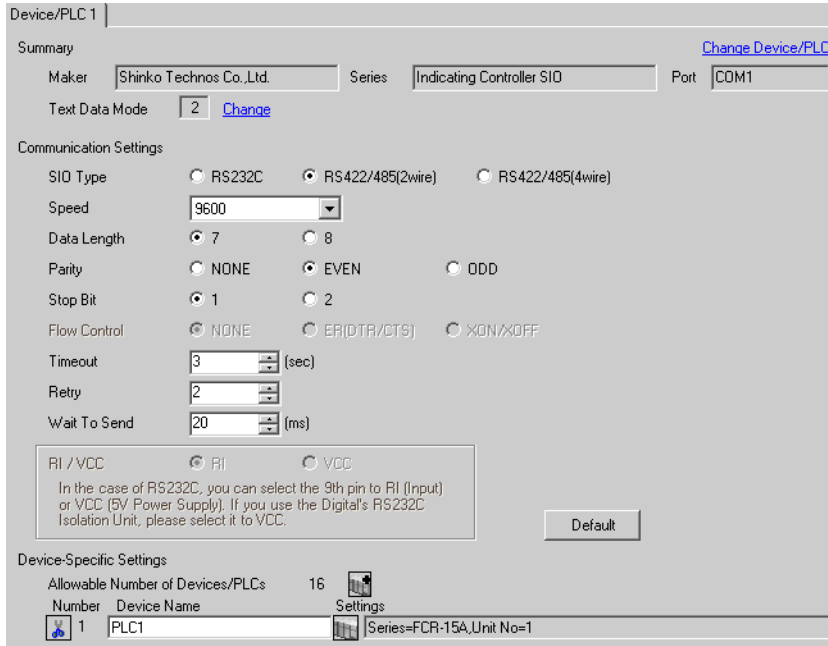 Device/PLC 1
Summary Change Device/PLC
Maker Shinko Technos Co.,Ltd. Series Indicating Controller SIO Port COM1
Text Data Mode 2 Change
Communication Settings
SIO Type RS232C RS422/485(2wire) RS422/485(4wire)
Speed 9600
Data Length 7 8
Parity NONE EVEN ODD
Stop Bit 1 2
Flow Control NONE ER(DTR/CTS) XON/XOFF
Timeout 3 (sec)
Retry 2
Wait To Send 20 (ms)
RI / VCC RI VCC
In the case of RS232C, you can select the 9th pin to RI (Input)
or VCC (5V Power Supply). If you use the Digital's RS232C
Isolation Unit, please select it to VCC.
Default
Device-Specific Settings
Allowable Number of Devices/PLCs 16
Number Device Name Settings
1 PLC1 Series=FCR-15A,Unit No=1